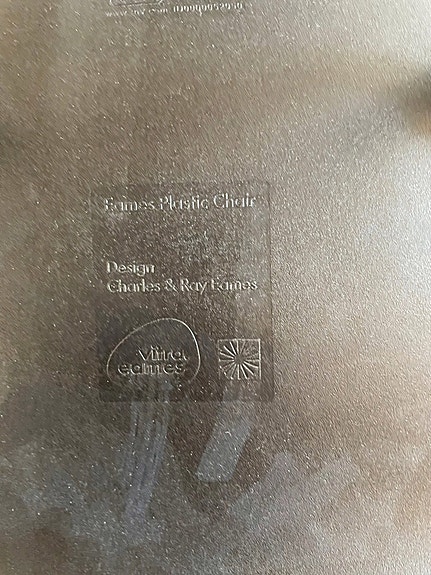 Eames Plastic Chair
Design
Charles & Ray Eames
vitra.
eames